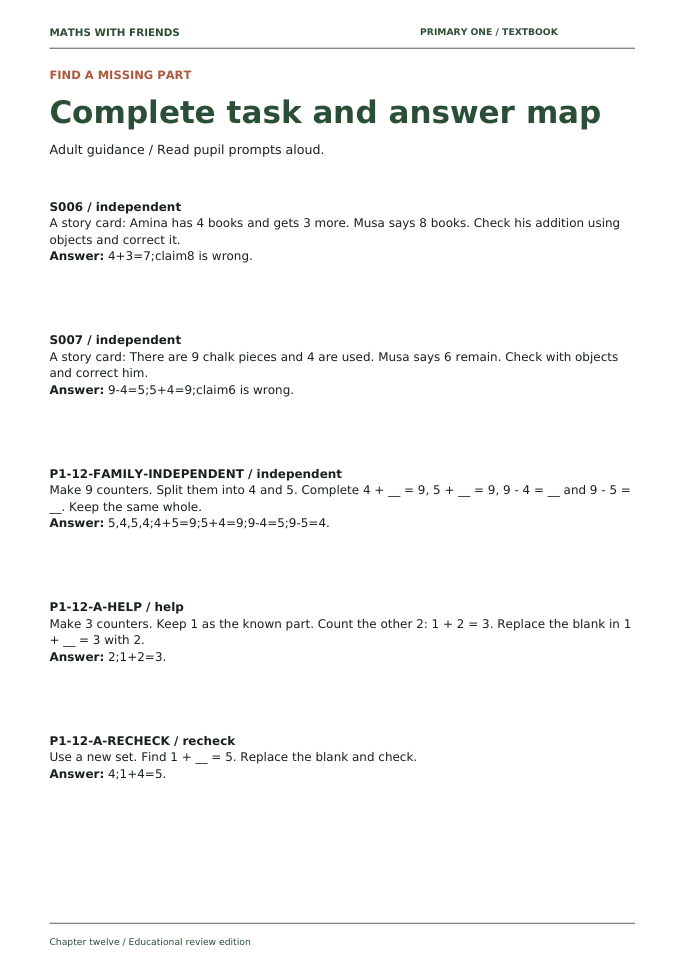 MATHS WITH FRIENDS
PRIMARY ONE / TEXTBOOK
FIND A MISSING PART
Complete task and answer map
Adult guidance / Read pupil prompts aloud.
S006 / independent
A story card: Amina has 4 books and gets 3 more. Musa says 8 books. Check his addition using
objects and correct it.
Answer: 4+3=7;claim8 is wrong.
S007 / independent
A story card: There are 9 chalk pieces and 4 are used. Musa says 6 remain. Check with objects
and correct him.
Answer: 9-4=5;5+4=9;claim6 is wrong.
P1-12-FAMILY-INDEPENDENT / independent
Make 9 counters. Split them into 4 and 5. Complete 4 + __ = 9, 5 + __ = 9, 9 - 4 = __ and 9 - 5 =
__. Keep the same whole.
Answer: 5,4,5,4;4+5=9;5+4=9;9-4=5;9-5=4.
P1-12-A-HELP / help
Make 3 counters. Keep 1 as the known part. Count the other 2: 1 + 2 = 3. Replace the blank in 1
+ __ = 3 with 2.
Answer: 2;1+2=3.
P1-12-A-RECHECK / recheck
Use a new set. Find 1 + __ = 5. Replace the blank and check.
Answer: 4;1+4=5.
Chapter twelve / Educational review edition